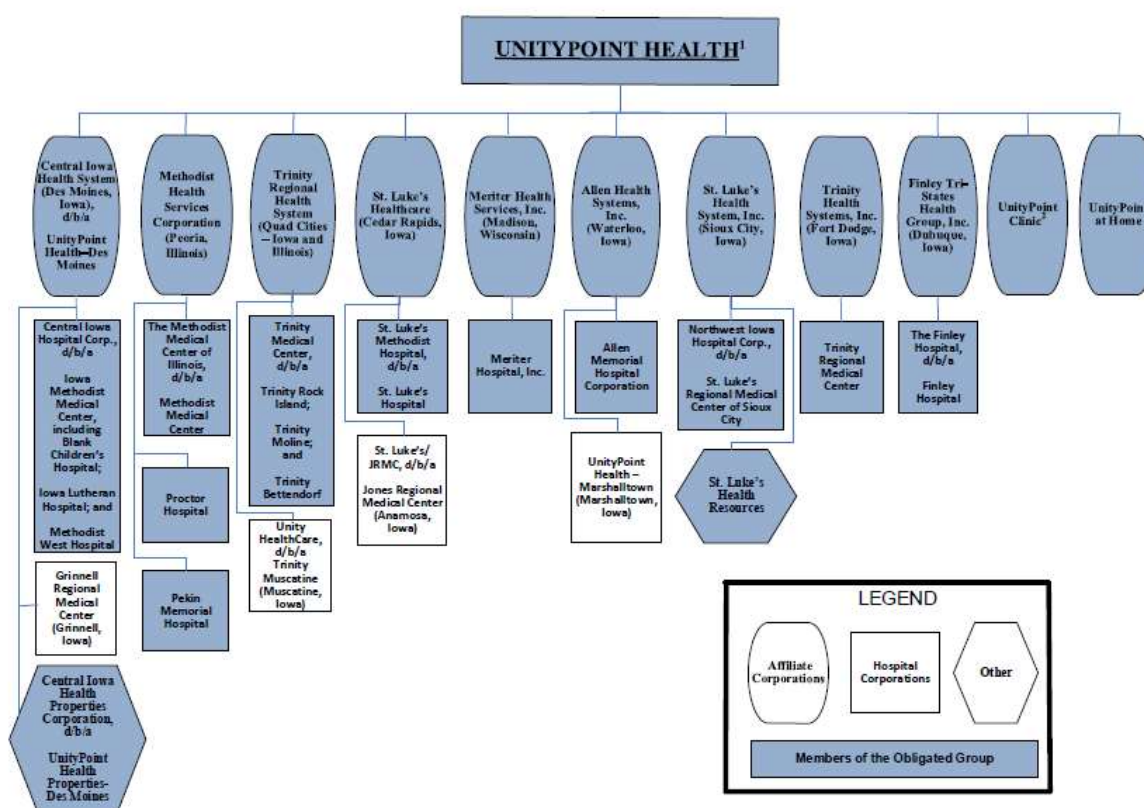 UNITYPOINT HEALTH¹
Central Iowa
Health System
(Des Moines,
Iowa),
d/b/a
UnityPoint
Health–Des
Moines
Methodist
Health
Services
Corporation
(Peoria,
Illinois)
Trinity
Regional
Health
System
(Quad Cities
–Iowa and
Illinois)
St. Luke's
Healthcare
(Cedar Rapids,
Iowa)
Meriter Health
Services, Inc.
(Madison,
Wisconsin)
Allen Health
Systems,
Inc.
(Waterloo,
Iowa)
St. Luke's
Health
System, Inc.
(Sioux City,
Iowa)
Trinity
Health
Systems, Inc.
(Fort Dodge,
Iowa)
Finley Tri–
States
Health
Group, Inc.
(Dubuque,
Iowa)
UnityPoint
Clinic²
UnityPoint
at Home
Central Iowa
Hospital Corp.,
d/b/a
Iowa
Methodist
Medical
Center,
including
Blank
Children's
Hospital;
Iowa Lutheran
Hospital; and
Methodist
West Hospital
The Methodist
Medical
Center of
Illinois,
d/b/a
Methodist
Medical
Center
Trinity
Medical
Center,
d/b/a
Trinity Rock
Island;
Trinity
Moline;
and
Trinity
Bettendorf
St. Luke's
Methodist
Hospital,
d/b/a
St. Luke's
Hospital
Meriter
Hospital, Inc.
Allen
Memorial
Hospital
Corporation
Northwest Iowa
Hospital Corp.,
d/b/a
St. Luke's
Regional Medical
Center of Sioux
City
Trinity
Regional
Medical
Center
The Finley
Hospital,
d/b/a
Finley
Hospital
Grinnell
Regional
Medical
Center
(Grinnell,
Iowa)
Proctor
Hospital
Pekin
Memorial
Hospital
Unity
HealthCare,
d/b/a
Trinity
Muscatine
(Muscatine,
Iowa)
St. Luke's/
JRMC, d/b/a
Jones Regional
Medical Center
(Anamosa,
Iowa)
UnityPoint
Health –
Marshalltown
(Marshalltown,
Iowa)
St. Luke's
Health
Resources
Central Iowa
Health
Properties
Corporation,
d/b/a
UnityPoint
Health
Properties-
Des Moines
LEGEND
Affiliate
Corporations
Hospital
Corporations
Other
Members of the Obligated Group